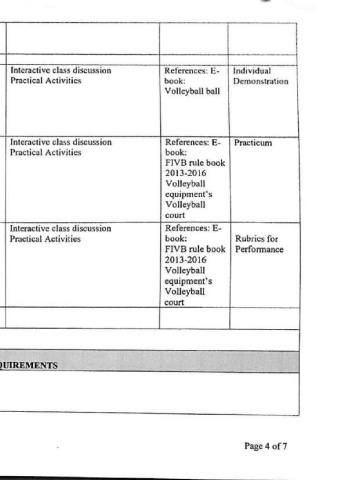 Interactive class discussion
Practical Activities
References: E-
book:
Volleyball ball
Individual
Demonstration
Interactive class discussion
Practical Activities
References: E-
book:
FIVB rule book
2013-2016
Volleyball
equipment's
Volleyball
court
Practicum
Interactive class discussion
Practical Activities
References: E-
book:
FIVB rule book
2013-2016
Volleyball
equipment's
Volleyball
court
Rubrics for
Performance
QUIREMENTS
Page 4 of 7